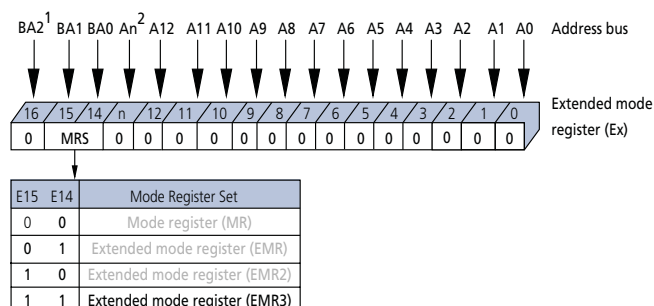 BA2¹ BA1 BA0 An² A12 A11 A10 A9 A8 A7 A6 A5 A4 A3 A2 A1 A0 Address bus
16 15 14 n 12 11 10 9 8 7 6 5 4 3 2 1 0 Extended mode
register (Ex)
0 MRS 0 0 0 0 0 0 0 0 0 0 0 0 0 0
E15 E14 Mode Register Set
0 0 Mode register (MR)
0 1 Extended mode register (EMR)
1 0 Extended mode register (EMR2)
1 1 Extended mode register (EMR3)